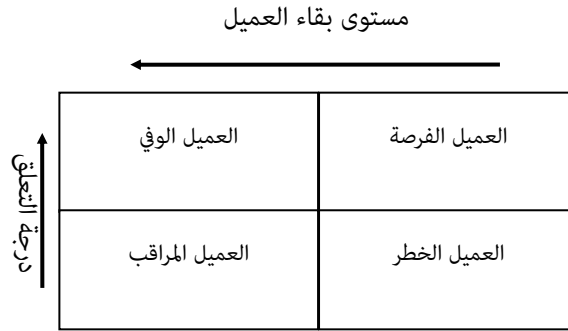 مستوى بقاء العميل
العميل الفرصة
العميل الوفي
درجة التعلق
العميل الخطر
العميل المراقب